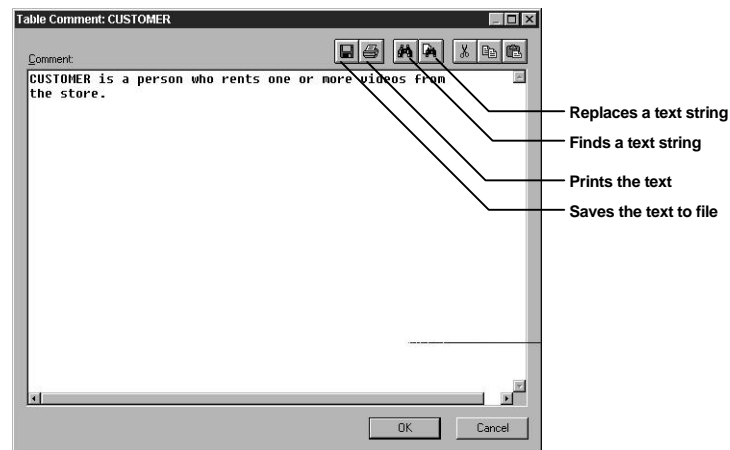 Table Comment: CUSTOMER
Comment:
CUSTOMER is a person who rents one or more videos from
the store.
Replaces a text string
Finds a text string
Prints the text
Saves the text to file
OK
Cancel